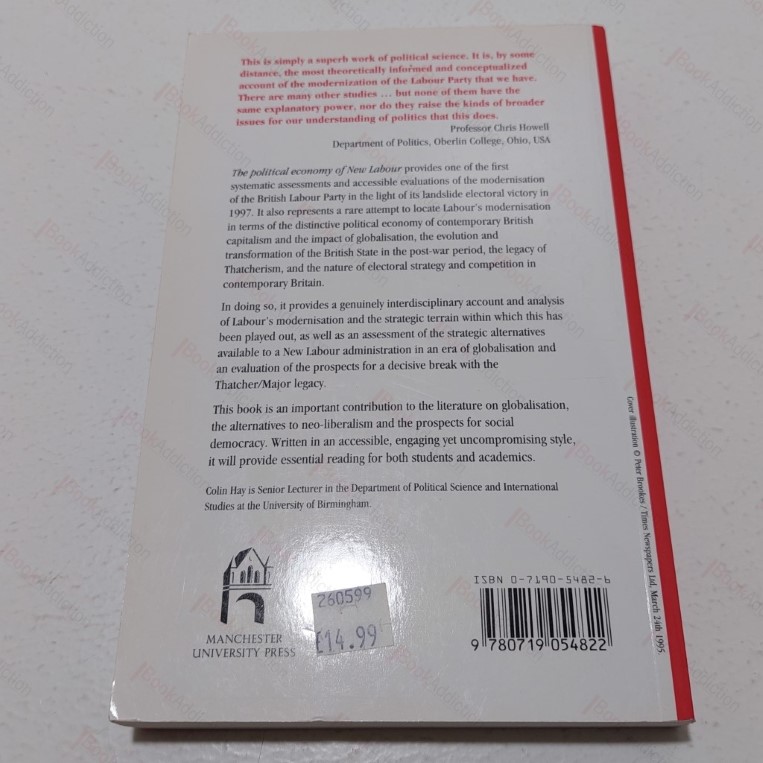 This is simply a superb work of political science. It is, by some
distance, the most theoretically informed and conceptualized
account of the modernization of the Labour Party that we have.
There are many other studies ... but none of them have the
same explanatory power, nor do they raise the kinds of broader
issues for our understanding of politics that this does.
Professor Chris Howell
Department of Politics, Oberlin College, Ohio, USA
The political economy of New Labour provides one of the first
systematic assessments and accessible evaluations of the modernisation
of the British Labour Party in the light of its landslide electoral victory in
1997. It also represents a rare attempt to locate Labour's modernisation
in terms of the distinctive political economy of contemporary British
capitalism and the impact of globalisation, the evolution and
transformation of the British State in the post-war period, the legacy of
Thatcherism, and the nature of electoral strategy and competition in
contemporary Britain.
In doing so, it provides a genuinely interdisciplinary account and analysis
of Labour's modernisation and the strategic terrain within which this has
been played out, as well as an assessment of the strategic alternatives
available to a New Labour administration in an era of globalisation and
an evaluation of the prospects for a decisive break with the
Thatcher/Major legacy.
This book is an important contribution to the literature on globalisation,
the alternatives to neo-liberalism and the prospects for social
democracy. Written in an accessible, engaging yet uncompromising style,
it will provide essential reading for both students and academics.
Colin Hay is Senior Lecturer in the Department of Political Science and International
Studies at the University of Birmingham.
Cover illustration © Peter Brookes / Times Newspapers Ltd, March 24th 1995.
MANCHESTER
UNIVERSITY PRESS
260599
£14.99
ISBN 0-7190-5482-6
9 780719 054822
BookAddiction